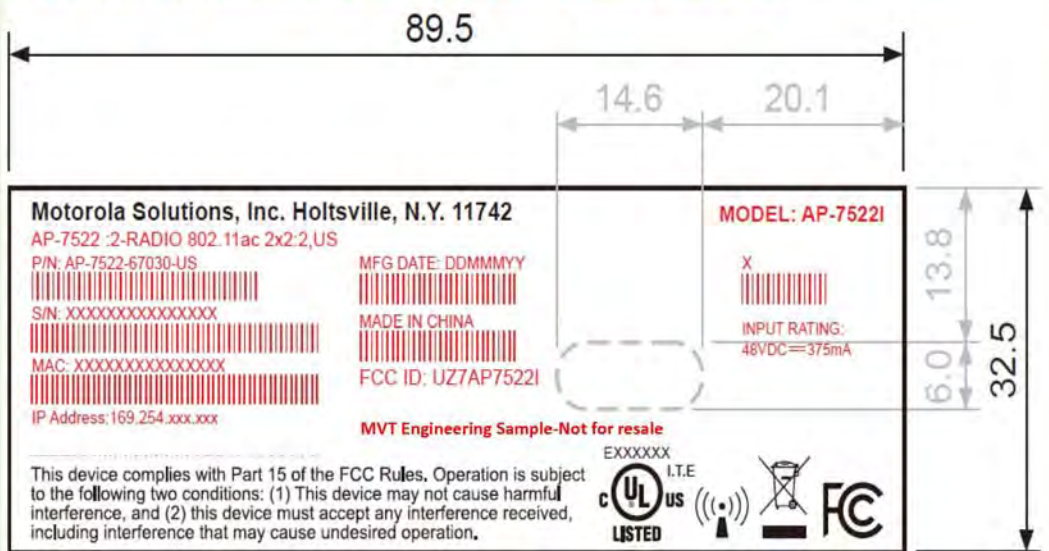 89.5
14.6
20.1
Motorola Solutions, Inc. Holtsville, N.Y. 11742
MODEL: AP-7522I
AP-7522 :2-RADIO 802.11ac 2x2:2,US
P/N: AP-7522-67030-US
MFG DATE: DDMMMYY
X
13.8
S/N: XXXXXXXXXXXXXXXX
MADE IN CHINA
INPUT RATING:
48VDC⎓375mA
32.5
6.0
MAC: XXXXXXXXXXXXXXXX
FCC ID: UZ7AP7522I
IP Address:169.254.xxx.xxx
MVT Engineering Sample-Not for resale
This device complies with Part 15 of the FCC Rules. Operation is subject
to the following two conditions: (1) This device may not cause harmful
interference, and (2) this device must accept any interference received,
including interference that may cause undesired operation.
EXXXXXX
I.T.E
C UL US
LISTED
FC